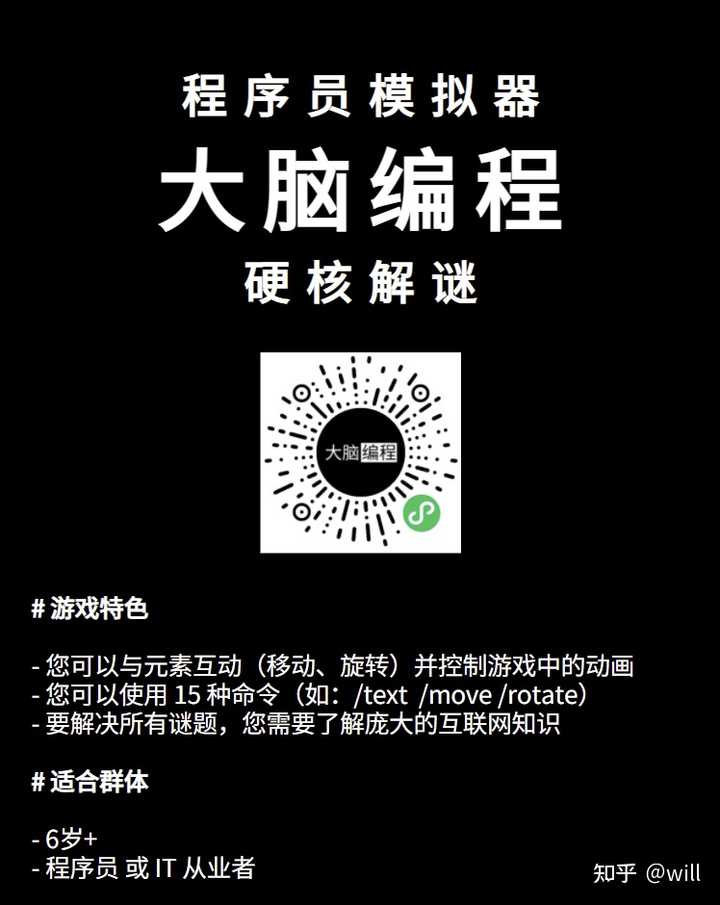 程序员模拟器
大脑编程
硬核解谜
大脑编程
# 游戏特色
- 您可以与元素互动（移动、旋转）并控制游戏中的动画
- 您可以使用 15 种命令（如：/text /move /rotate）
- 要解决所有谜题，您需要了解庞大的互联网知识
# 适合群体
- 6岁+
- 程序员 或 IT 从业者
知乎 @will